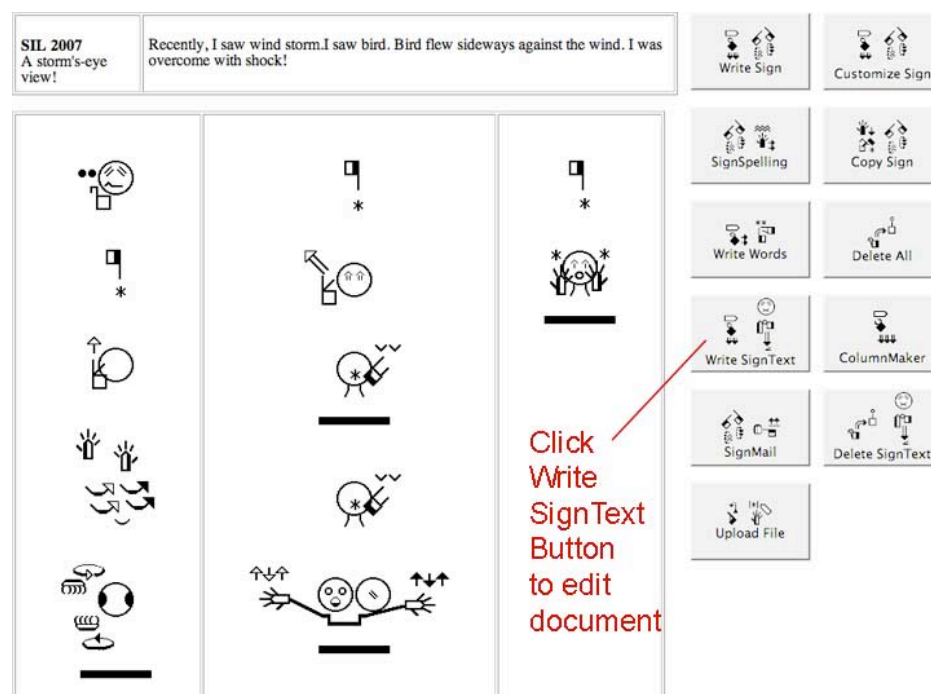 SIL 2007
A storm's-eye
view!
Recently, I saw wind storm.I saw bird. Bird flew sideways against the wind. I was
overcome with shock!
Write Sign
Customize Sign
SignSpelling
Copy Sign
Write Words
Delete All
Write SignText
ColumnMaker
SignMail
Delete SignText
Upload File
Click
Write
SignText
Button
to edit
document